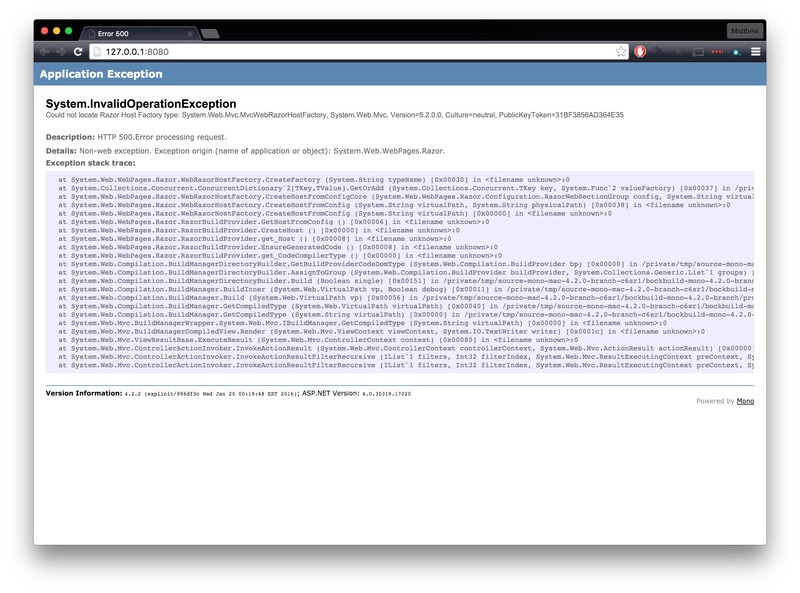 Error 500
Matthew
127.0.0.1:8080
Application Exception
System.InvalidOperationException
Could not locate Razor Host Factory type: System.Web.Mvc.MvcWebRazorHostFactory, System.Web.Mvc, Version=5.2.0.0, Culture=neutral, PublicKeyToken=31BF3856AD364E35
Description: HTTP 500.Error processing request.
Details: Non-web exception. Exception origin (name of application or object): System.Web.WebPages.Razor.
Exception stack trace:
at System.Web.WebPages.Razor.WebRazorHostFactory.CreateFactory (System.String typeName) [0x00030] in <filename unknown>:0
at System.Collections.Concurrent.ConcurrentDictionary`2[TKey,TValue].GetOrAdd (System.Collections.Concurrent.TKey key, System.Func`2 valueFactory) [0x00037] in /priv
at System.Web.WebPages.Razor.WebRazorHostFactory.CreateHostFromConfigCore (System.Web.WebPages.Razor.Configuration.RazorWebSectionGroup config, System.String virtual
at System.Web.WebPages.Razor.WebRazorHostFactory.CreateHostFromConfig (System.String virtualPath, System.String physicalPath) [0x00038] in <filename unknown>:0
at System.Web.WebPages.Razor.WebRazorHostFactory.CreateHostFromConfig (System.String virtualPath) [0x00000] in <filename unknown>:0
at System.Web.WebPages.Razor.RazorBuildProvider.GetHostFromConfig () [0x00006] in <filename unknown>:0
at System.Web.WebPages.Razor.RazorBuildProvider.CreateHost () [0x00000] in <filename unknown>:0
at System.Web.WebPages.Razor.RazorBuildProvider.get_Host () [0x00008] in <filename unknown>:0
at System.Web.WebPages.Razor.RazorBuildProvider.EnsureGeneratedCode () [0x00008] in <filename unknown>:0
at System.Web.WebPages.Razor.RazorBuildProvider.get_CodeCompilerType () [0x00000] in <filename unknown>:0
at System.Web.Compilation.BuildManagerDirectoryBuilder.GetBuildProviderCodeDomType (System.Web.Compilation.BuildProvider bp) [0x00000] in /private/tmp/source-mono-ma
at System.Web.Compilation.BuildManagerDirectoryBuilder.AssignToGroup (System.Web.Compilation.BuildProvider buildProvider, System.Collections.Generic.List`1 groups) [
at System.Web.Compilation.BuildManagerDirectoryBuilder.Build (Boolean single) [0x00151] in /private/tmp/source-mono-mac-4.2.0-branch-c6sr1/bockbuild-mono-4.2.0-branc
at System.Web.Compilation.BuildManager.BuildInner (System.Web.VirtualPath vp, Boolean debug) [0x00011] in /private/tmp/source-mono-mac-4.2.0-branch-c6sr1/bockbuild-m
at System.Web.Compilation.BuildManager.Build (System.Web.VirtualPath vp) [0x00056] in /private/tmp/source-mono-mac-4.2.0-branch-c6sr1/bockbuild-mono-4.2.0-branch/pro
at System.Web.Compilation.BuildManager.GetCompiledType (System.Web.VirtualPath virtualPath) [0x00040] in /private/tmp/source-mono-mac-4.2.0-branch-c6sr1/bockbuild-mo
at System.Web.Compilation.BuildManager.GetCompiledType (System.String virtualPath) [0x00000] in /private/tmp/source-mono-mac-4.2.0-branch-c6sr1/bockbuild-mono-4.2.0-
at System.Web.Mvc.BuildManagerWrapper.System.Web.Mvc.IBuildManager.GetCompiledType (System.String virtualPath) [0x00000] in <filename unknown>:0
at System.Web.Mvc.BuildManagerCompiledView.Render (System.Web.Mvc.ViewContext viewContext, System.IO.TextWriter writer) [0x0001c] in <filename unknown>:0
at System.Web.Mvc.ViewResultBase.ExecuteResult (System.Web.Mvc.ControllerContext context) [0x00080] in <filename unknown>:0
at System.Web.Mvc.ControllerActionInvoker.InvokeActionResult (System.Web.Mvc.ControllerContext controllerContext, System.Web.Mvc.ActionResult actionResult) [0x00000]
at System.Web.Mvc.ControllerActionInvoker.InvokeActionResultFilterRecursive (IList`1 filters, Int32 filterIndex, System.Web.Mvc.ResultExecutingContext preContext, Sy
at System.Web.Mvc.ControllerActionInvoker.InvokeActionResultFilterRecursive (IList`1 filters, Int32 filterIndex, System.Web.Mvc.ResultExecutingContext preContext, Sy
Version Information: 4.2.2 (explicit/996df3c Wed Jan 20 00:19:48 EST 2016); ASP.NET Version: 4.0.30319.17020
Powered by Mono